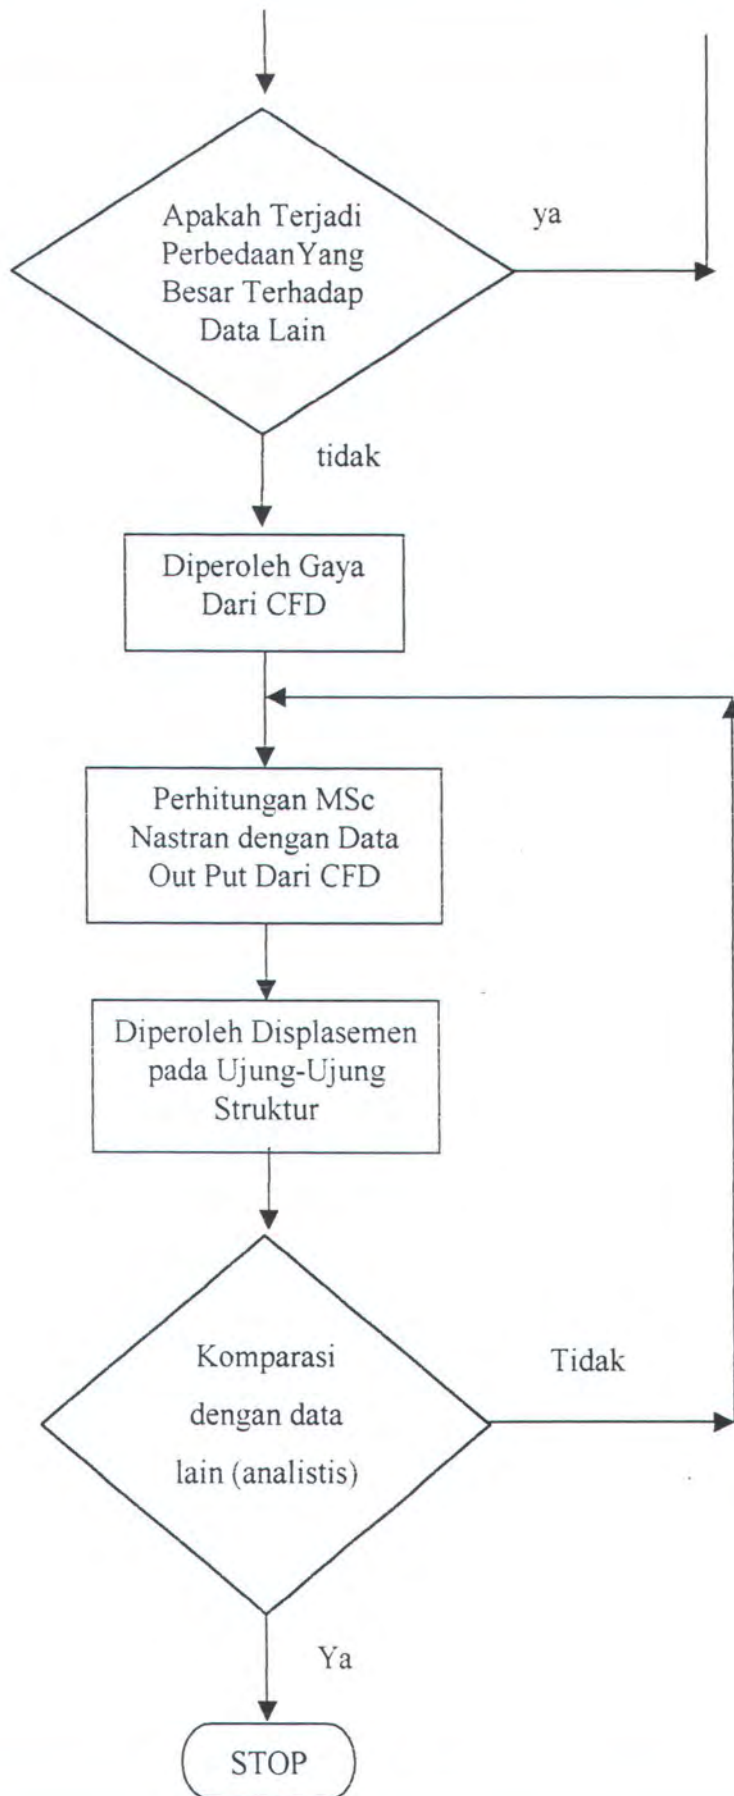 Apakah Terjadi
PerbedaanYang
Besar Terhadap
Data Lain
ya
tidak
Diperoleh Gaya
Dari CFD
Perhitungan MSc
Nastran dengan Data
Out Put Dari CFD
Diperoleh Displasemen
pada Ujung-Ujung
Struktur
Komparasi
dengan data
lain (analistis)
Tidak
Ya
STOP